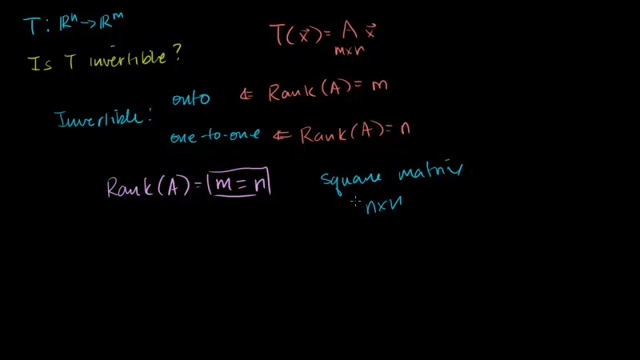 T: ℝⁿ → ℝᵐ
T(x⃗) = A x⃗
m×n
Is T invertible?
Invertible: onto ⇐ Rank(A) = m
one-to-one ⇐ Rank(A) = n
Rank(A) = m = n
square matrix
n×n